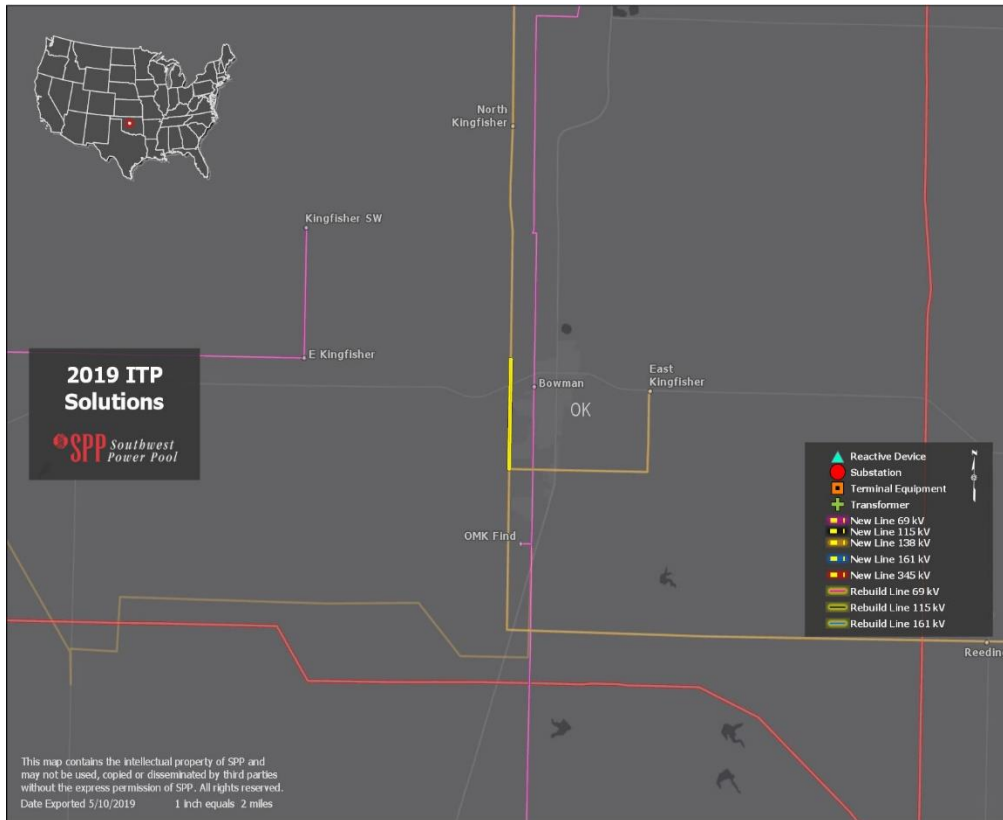 North
Kingfisher
Kingfisher SW
E Kingfisher
2019 ITP
Solutions
SPP Southwest
Power Pool
Bowman
East
Kingfisher
OK
OMK Find
Reeding
N
Reactive Device
Substation
Terminal Equipment
Transformer
New Line 69 kV
New Line 115 kV
New Line 138 kV
New Line 161 kV
New Line 345 kV
Rebuild Line 69 kV
Rebuild Line 115 kV
Rebuild Line 161 kV
This map contains the intellectual property of SPP and
may not be used, copied or disseminated by third parties
without the express permission of SPP. All rights reserved.
Date Exported 5/10/2019 1 inch equals 2 miles